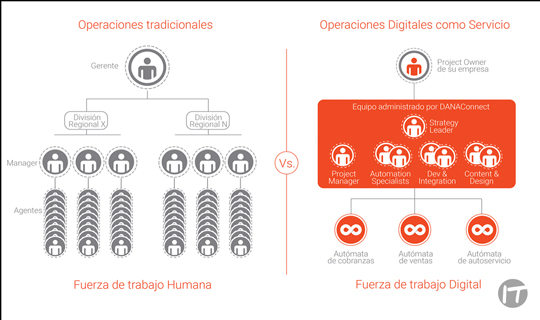 Operaciones tradicionales
Gerente
División
Regional X
División
Regional N
Manager
Agentes
Fuerza de trabajo Humana
Vs.
Operaciones Digitales como Servicio
Project Owner
de su empresa
Equipo administrado por DANAConnect
Strategy
Leader
Project
Manager
Automation
Specialists
Dev &
Integration
Content &
Design
Autómata
de cobranzas
Autómata
de ventas
Autómata
de autoservicio
Fuerza de trabajo Digital
IT